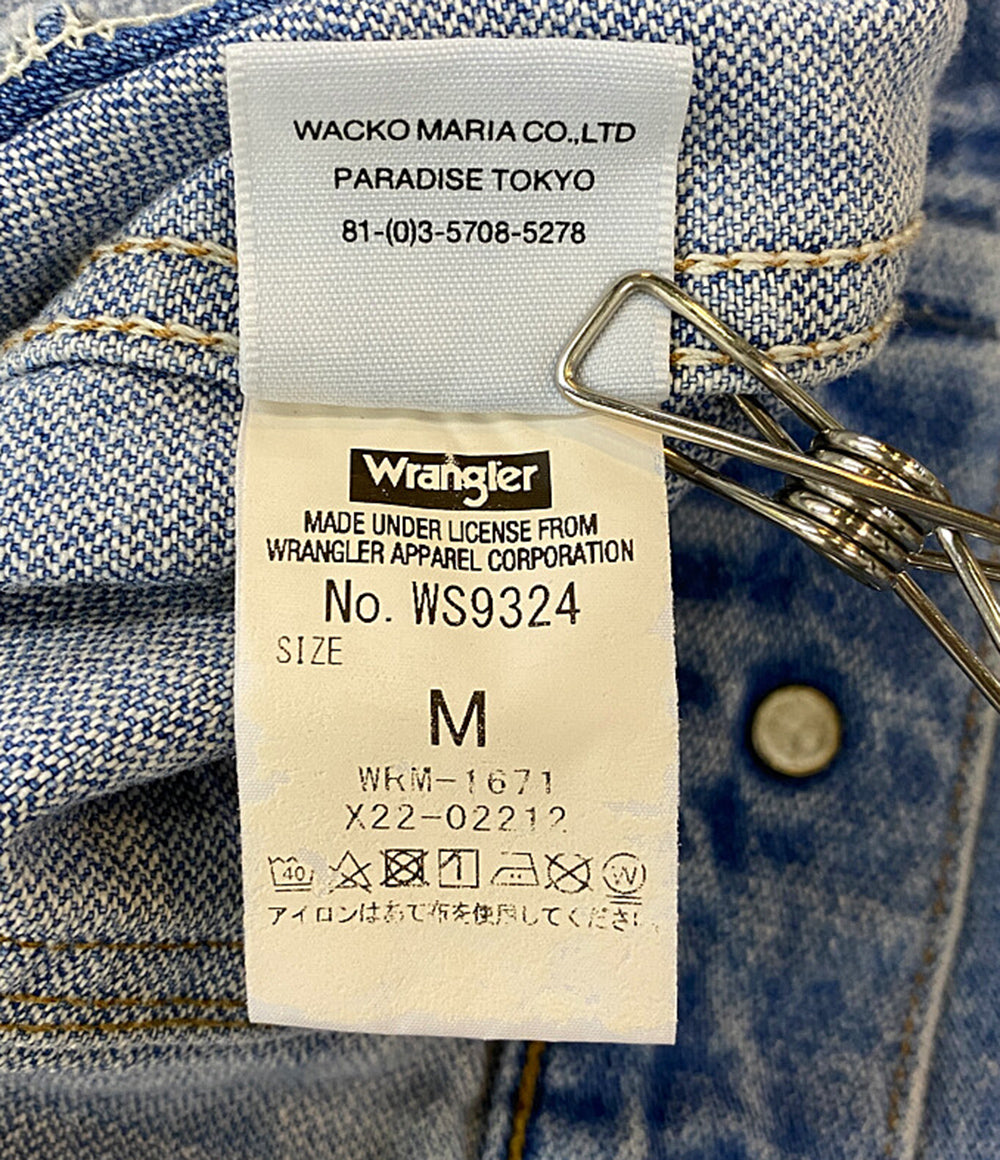 WACKO MARIA CO.,LTD
PARADISE TOKYO
81-(0)3-5708-5278
Wrangler
MADE UNDER LICENSE FROM
WRANGLER APPAREL CORPORATION
No. WS9324
SIZE
M
WRM-1671
X22-02212
40 W
アイロンはあて布を使用してください。